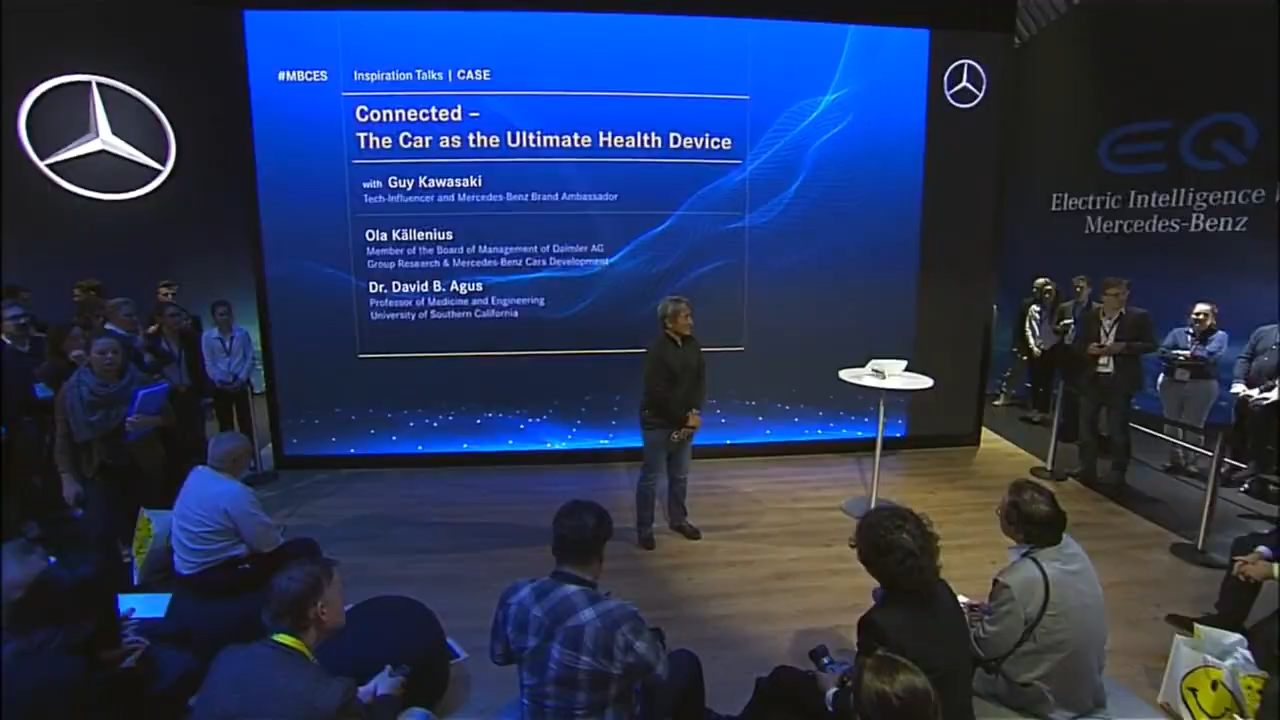 #MBCES
Inspiration Talks | CASE
Connected –
The Car as the Ultimate Health Device
with Guy Kawasaki
Tech-Influencer and Mercedes-Benz Brand Ambassador
Ola Källenius
Member of the Board of Management of Daimler AG
Group Research & Mercedes-Benz Cars Development
Dr. David B. Agus
Professor of Medicine and Engineering
University of Southern California
EQ
Electric Intelligence
Mercedes-Benz